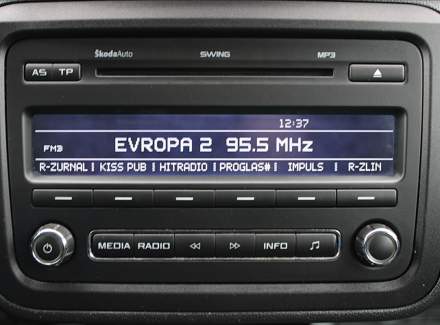 ŠkodaAuto SWING MP3
AS TP
12:37
FM3 EVROPA 2 95.5 MHz
R-ZURNAL KISS PUB HITRADIO PROGLAS# IMPULS R-ZLIN
MEDIA RADIO INFO